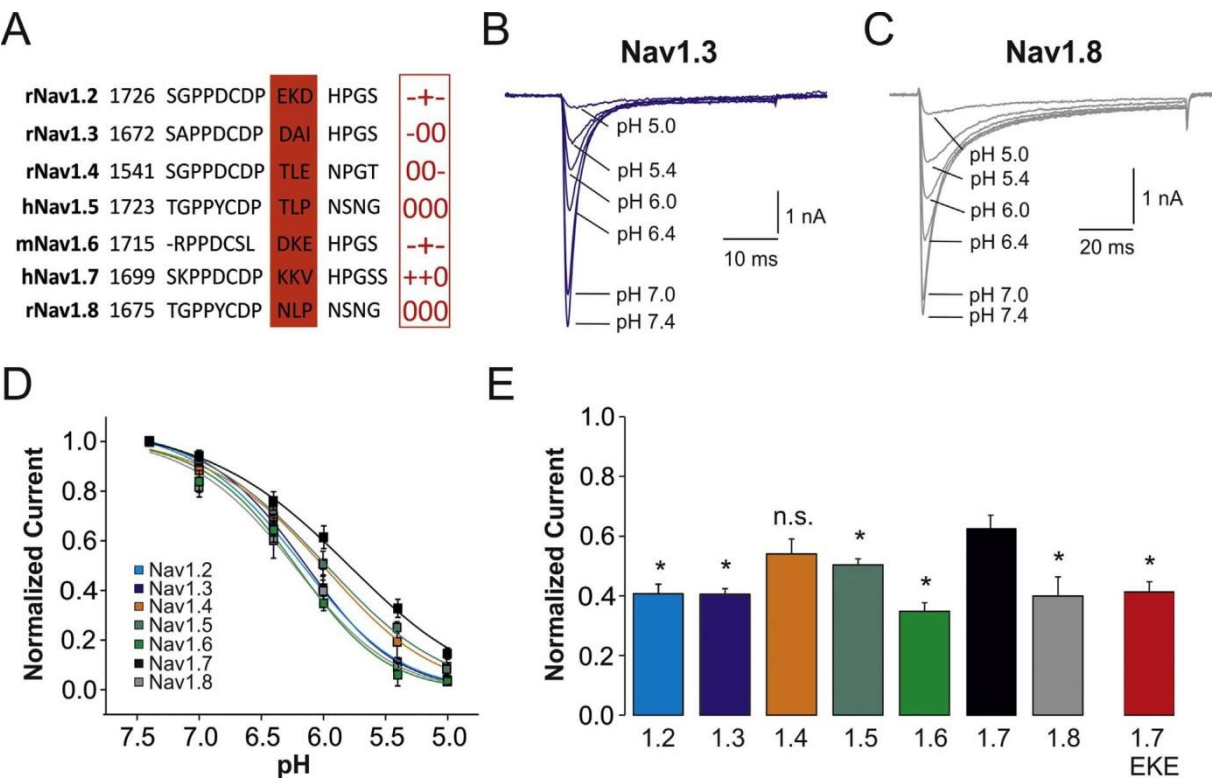 A
rNav1.2 1726 SGPPDCDP EKD HPGS -+-
rNav1.3 1672 SAPPDCDP DAI HPGS -00
rNav1.4 1541 SGPPDCDP TLE NPGT 00-
hNav1.5 1723 TGPPYCDP TLP NSNG 000
mNav1.6 1715 -RPPDCSL DKE HPGS -+-
hNav1.7 1699 SKPPDCDP KKV HPGSS ++0
rNav1.8 1675 TGPPYCDP NLP NSNG 000
B
Nav1.3
pH 5.0
pH 5.4
pH 6.0
pH 6.4
pH 7.0
pH 7.4
1 nA
10 ms
C
Nav1.8
pH 5.0
pH 5.4
pH 6.0
pH 6.4
pH 7.0
pH 7.4
1 nA
20 ms
D
Normalized Current
1.0
0.8
0.6
0.4
0.2
0.0
Nav1.2
Nav1.3
Nav1.4
Nav1.5
Nav1.6
Nav1.7
Nav1.8
7.5 7.0 6.5 6.0 5.5 5.0
pH
E
Normalized Current
1.0
0.8
0.6
0.4
0.2
0.0
* * n.s. * * * *
1.2 1.3 1.4 1.5 1.6 1.7 1.8 1.7
EKE